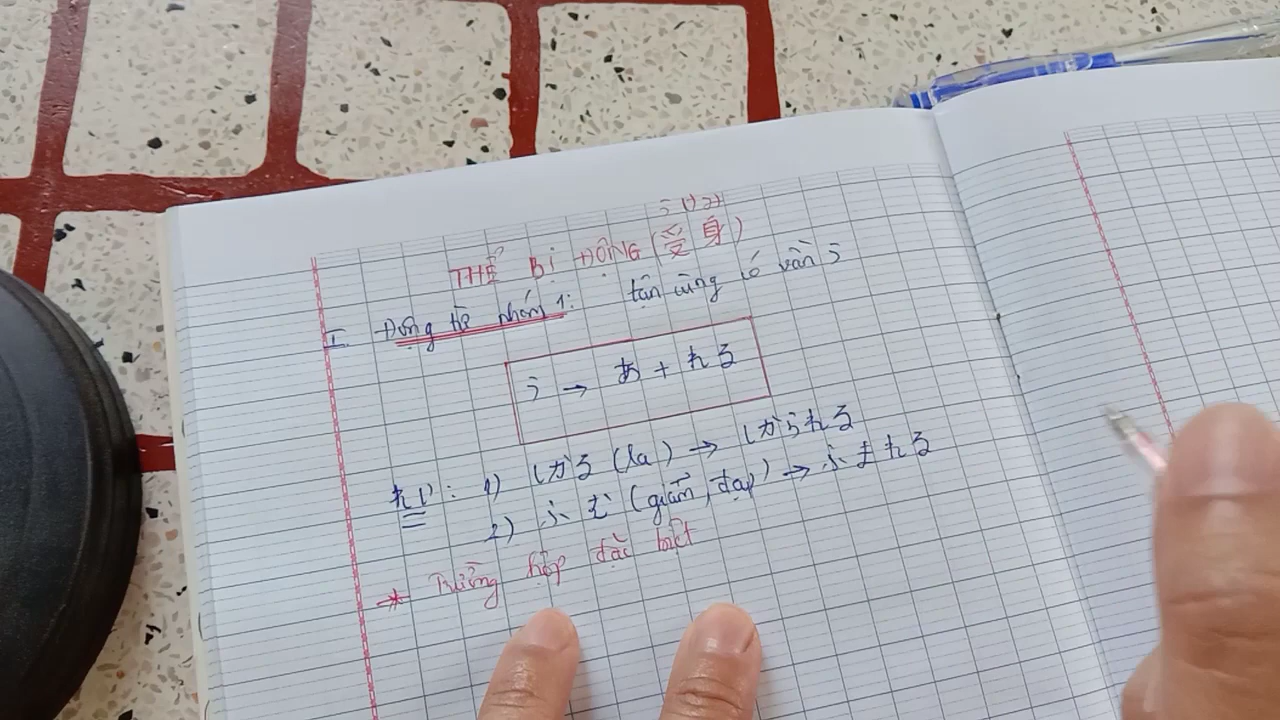 うけみ
THỂ BỊ ĐỘNG (受身)
I. Động từ nhóm 1: tận cùng có vần う
う → あ + れる
れい: 1) しかる (la) → しかられる
2) ふむ (giẫm, đạp) → ふまれる
* Trường hợp đặc biệt